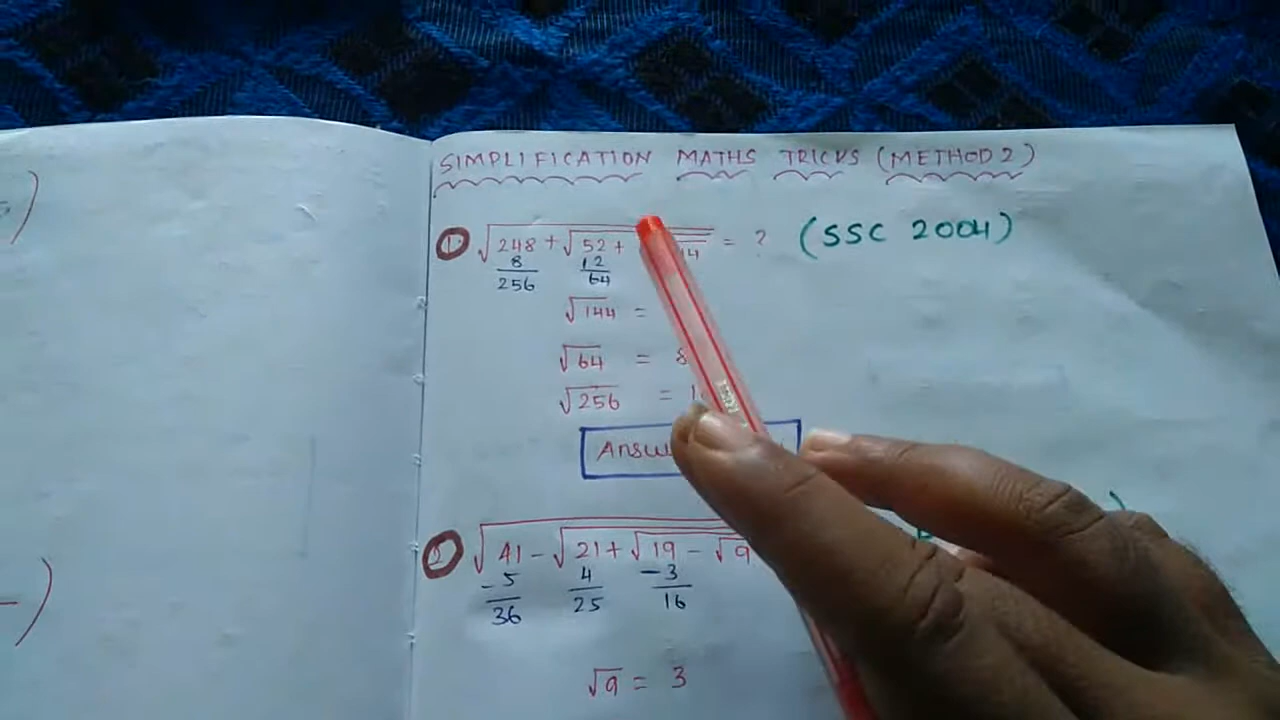 SIMPLIFICATION MATHS TRICKS (METHOD 2)
1. √248 + √52 + = ? (SSC 2004)
8 12
256 64
√144 =
√64 = 8
√256 =
2. √41 - √21 + √19 - √9
-5 4 -3
36 25 16
√9 = 3